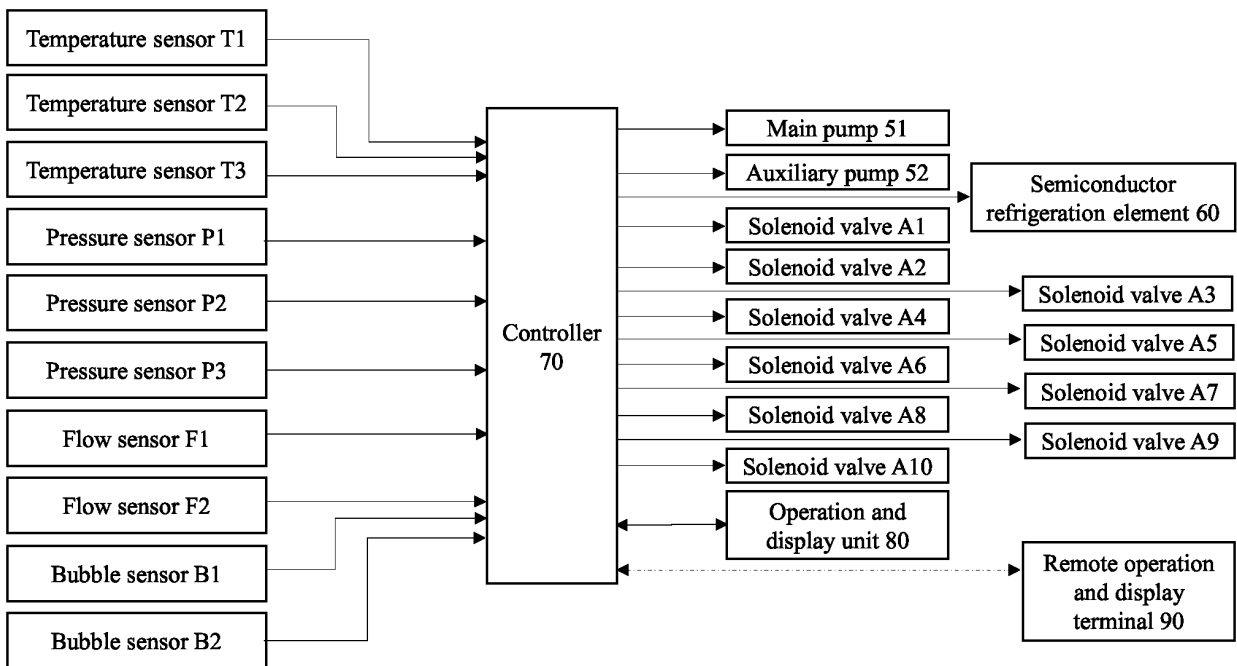 Temperature sensor T1
Temperature sensor T2
Temperature sensor T3
Pressure sensor P1
Pressure sensor P2
Pressure sensor P3
Flow sensor F1
Flow sensor F2
Bubble sensor B1
Bubble sensor B2
Controller
70
Main pump 51
Auxiliary pump 52
Semiconductor
refrigeration element 60
Solenoid valve A1
Solenoid valve A2
Solenoid valve A3
Solenoid valve A4
Solenoid valve A5
Solenoid valve A6
Solenoid valve A7
Solenoid valve A8
Solenoid valve A9
Solenoid valve A10
Operation and
display unit 80
Remote operation
and display
terminal 90